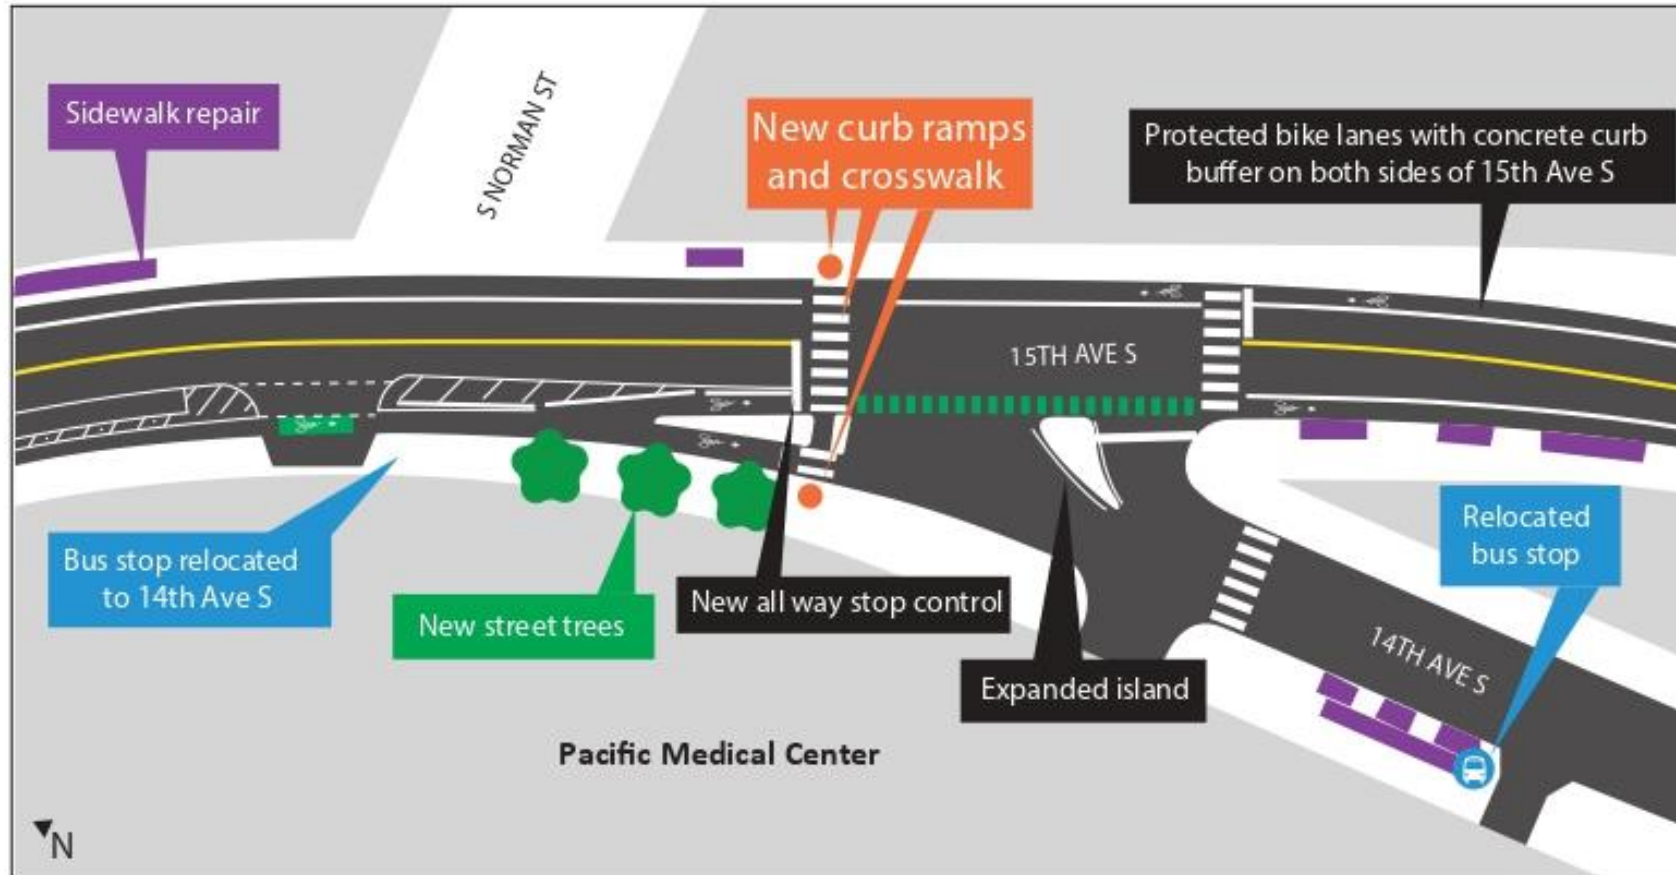 Sidewalk repair
S NORMAN ST
New curb ramps
and crosswalk
Protected bike lanes with concrete curb
buffer on both sides of 15th Ave S
15TH AVE S
Bus stop relocated
to 14th Ave S
New street trees
New all way stop control
Expanded island
Relocated
bus stop
14TH AVE S
Pacific Medical Center
N